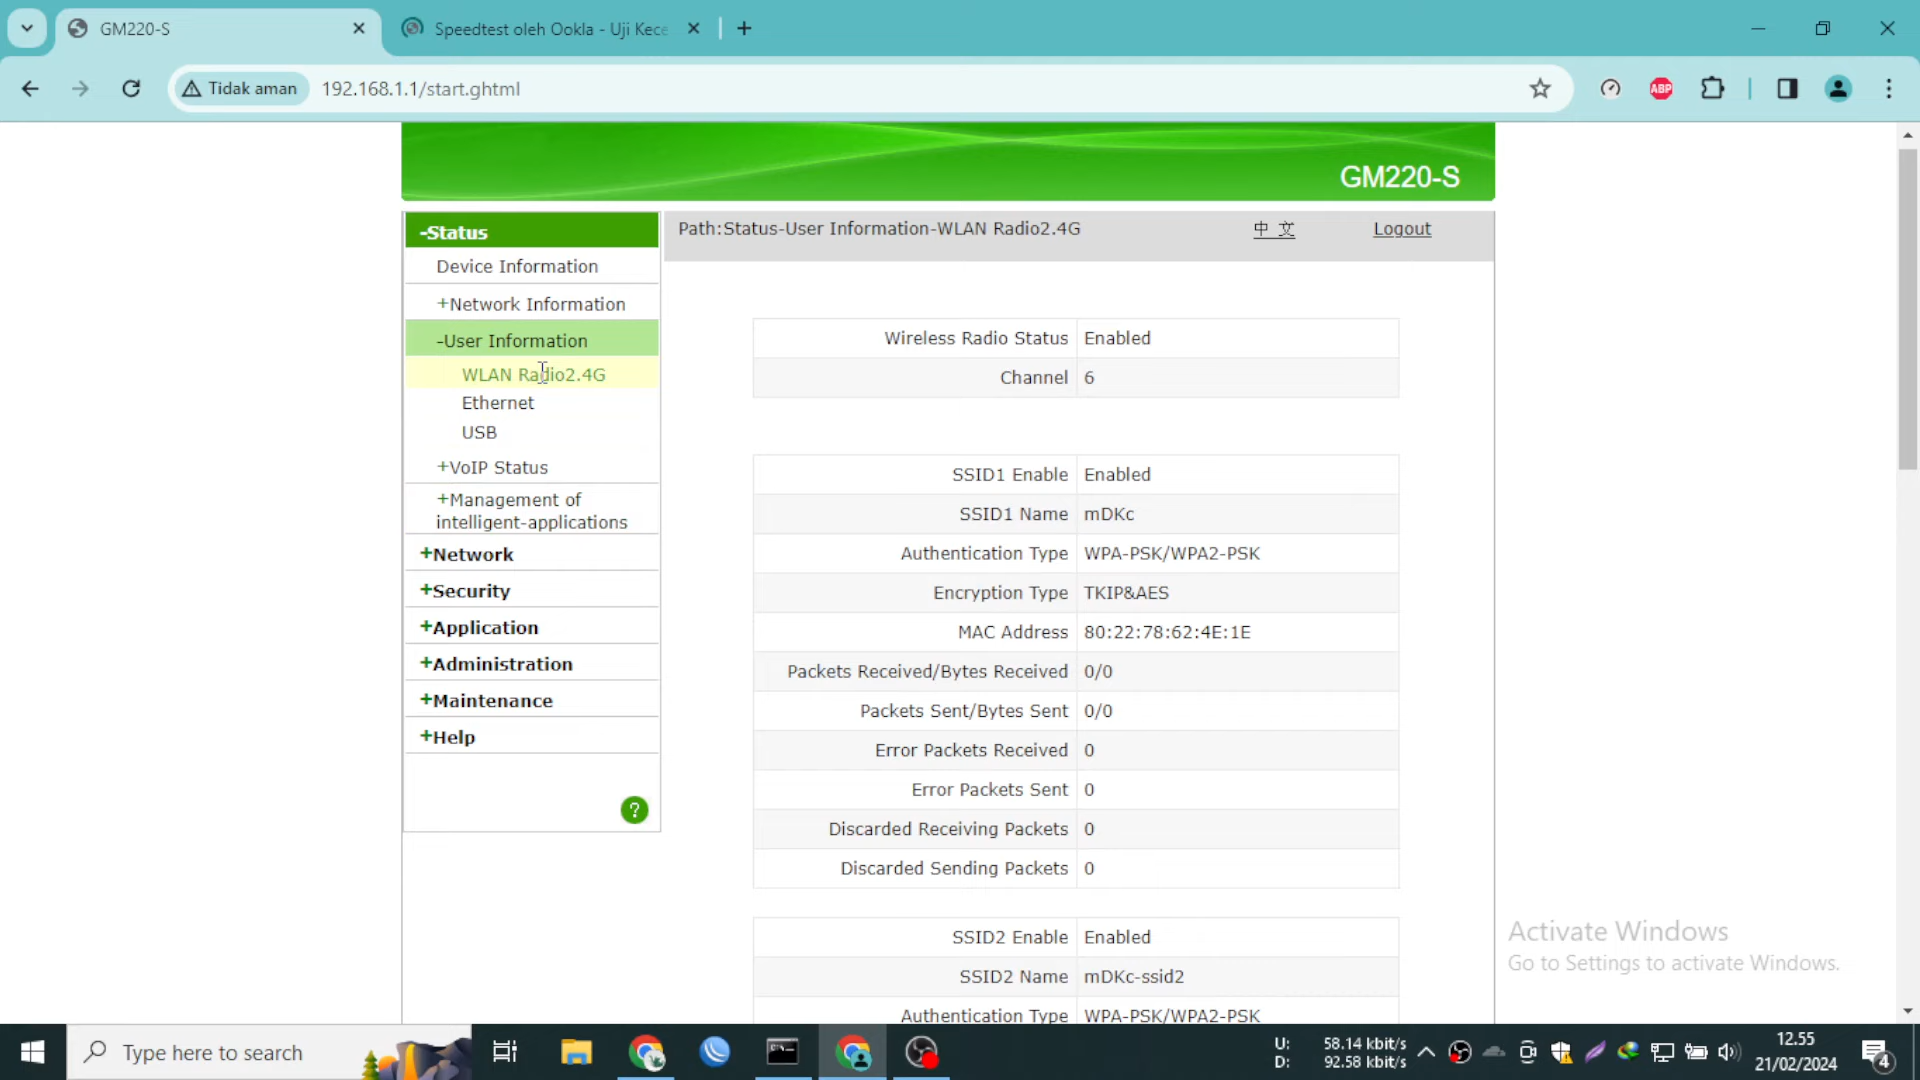 GM220-S
Speedtest oleh Ookla - Uji Kece
Tidak aman
192.168.1.1/start.ghtml
ABP
GM220-S
-Status
Path:Status-User Information-WLAN Radio2.4G
中 文
Logout
Device Information
+Network Information
-User Information
WLAN Radio2.4G
Ethernet
USB
+VoIP Status
+Management of
intelligent-applications
+Network
+Security
+Application
+Administration
+Maintenance
+Help
?
Wireless Radio Status Enabled
Channel 6
SSID1 Enable Enabled
SSID1 Name mDKc
Authentication Type WPA-PSK/WPA2-PSK
Encryption Type TKIP&AES
MAC Address 80:22:78:62:4E:1E
Packets Received/Bytes Received 0/0
Packets Sent/Bytes Sent 0/0
Error Packets Received 0
Error Packets Sent 0
Discarded Receiving Packets 0
Discarded Sending Packets 0
SSID2 Enable Enabled
SSID2 Name mDKc-ssid2
Authentication Type WPA-PSK/WPA2-PSK
Activate Windows
Go to Settings to activate Windows.
Type here to search
U: 58.14 kbit/s
D: 92.58 kbit/s
12.55
21/02/2024
4